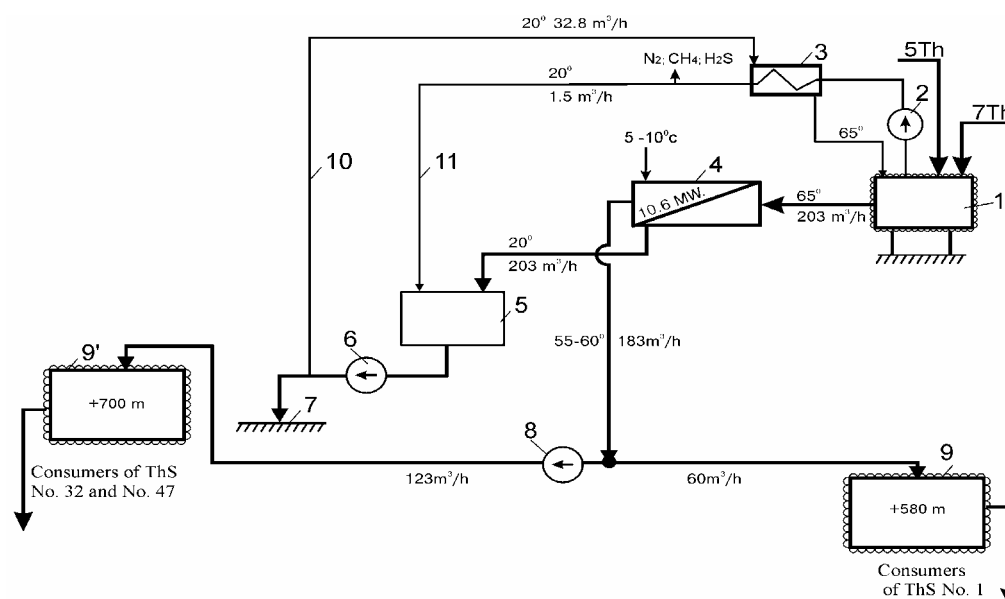 20° 32.8 m³/h
N₂; CH₄; H₂S
3
5Th
20°
1.5 m³/h
2
7Th
10
11
5 -10°c
4
65°
10.6 MW.
65°
203 m³/h
1
20°
203 m³/h
5
6
55-60° 183m³/h
9'
+700 m
7
8
123m³/h
60m³/h
9
Consumers of ThS
No. 32 and No. 47
+580 m
Consumers
of ThS No. 1